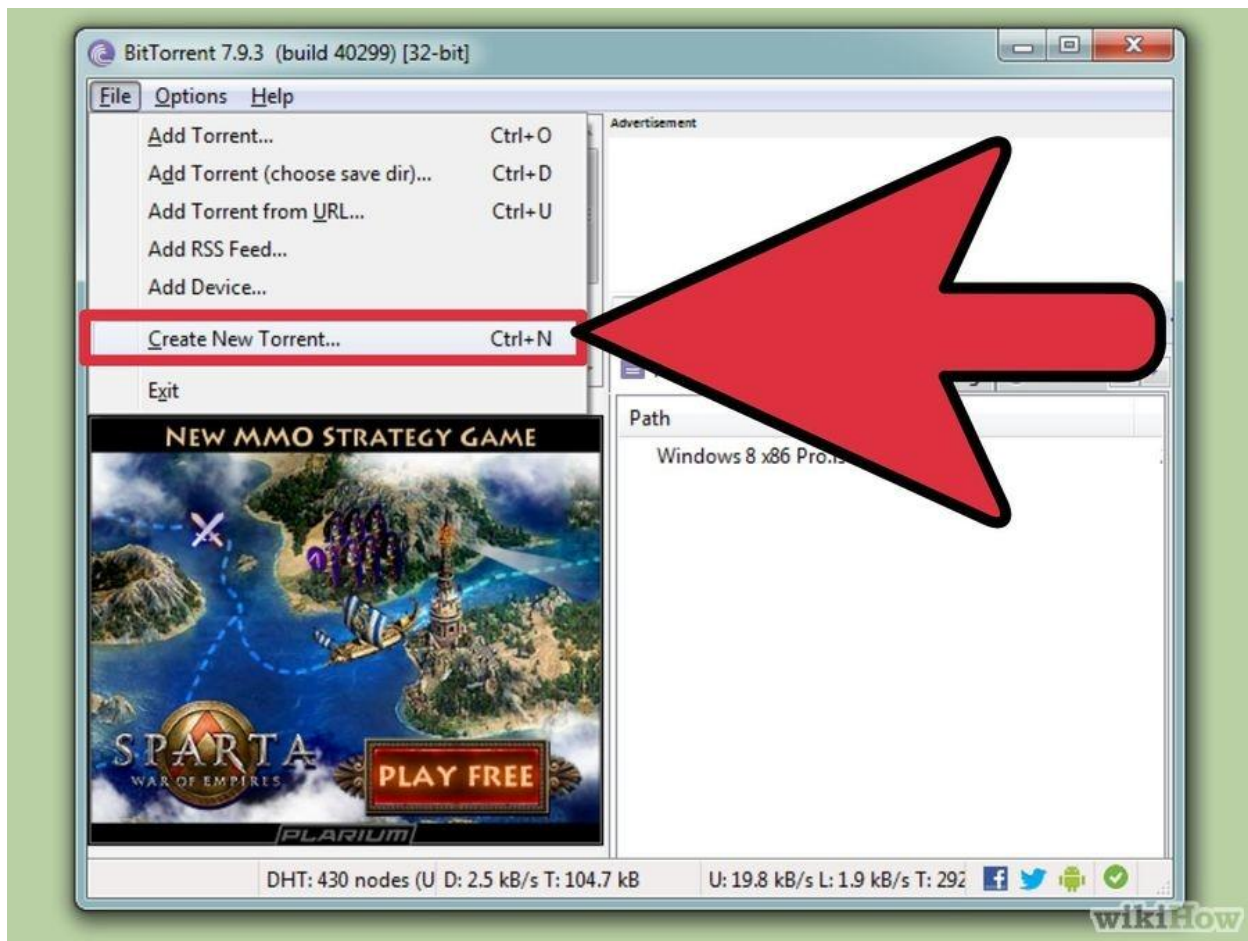 BitTorrent 7.9.3 (build 40299) [32-bit]
File Options Help
Add Torrent... Ctrl+O
Advertisement
Add Torrent (choose save dir)... Ctrl+D
Add Torrent from URL... Ctrl+U
Add RSS Feed...
Add Device...
Create New Torrent... Ctrl+N
Exit
Path
NEW MMO STRATEGY GAME
Windows 8 x86 Pro.
SPARTA
WAR OF EMPIRES
PLAY FREE
PLARIUM
DHT: 430 nodes (U D: 2.5 kB/s T: 104.7 kB U: 19.8 kB/s L: 1.9 kB/s T: 292
wikiHow